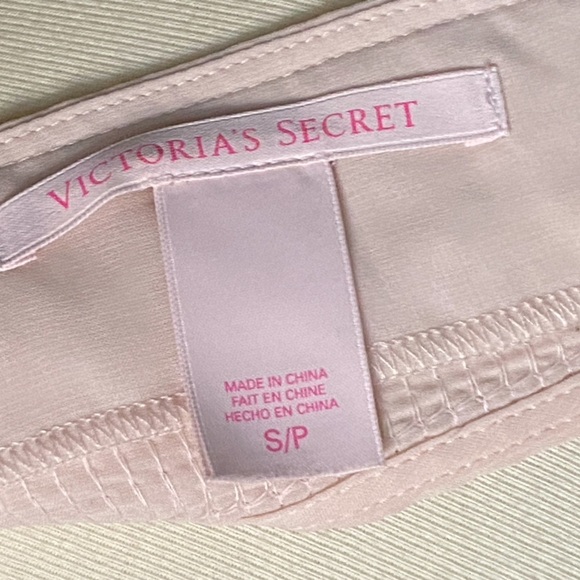 VICTORIA'S SECRET
MADE IN CHINA
FAIT EN CHINE
HECHO EN CHINA
S/P